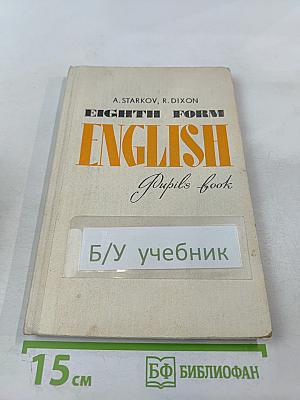 A. STARKOV, R. DIXON
EIGHTH FORM
ENGLISH
Pupil's book
Б/У учебник
15 см
БФ БИБЛИОФАН